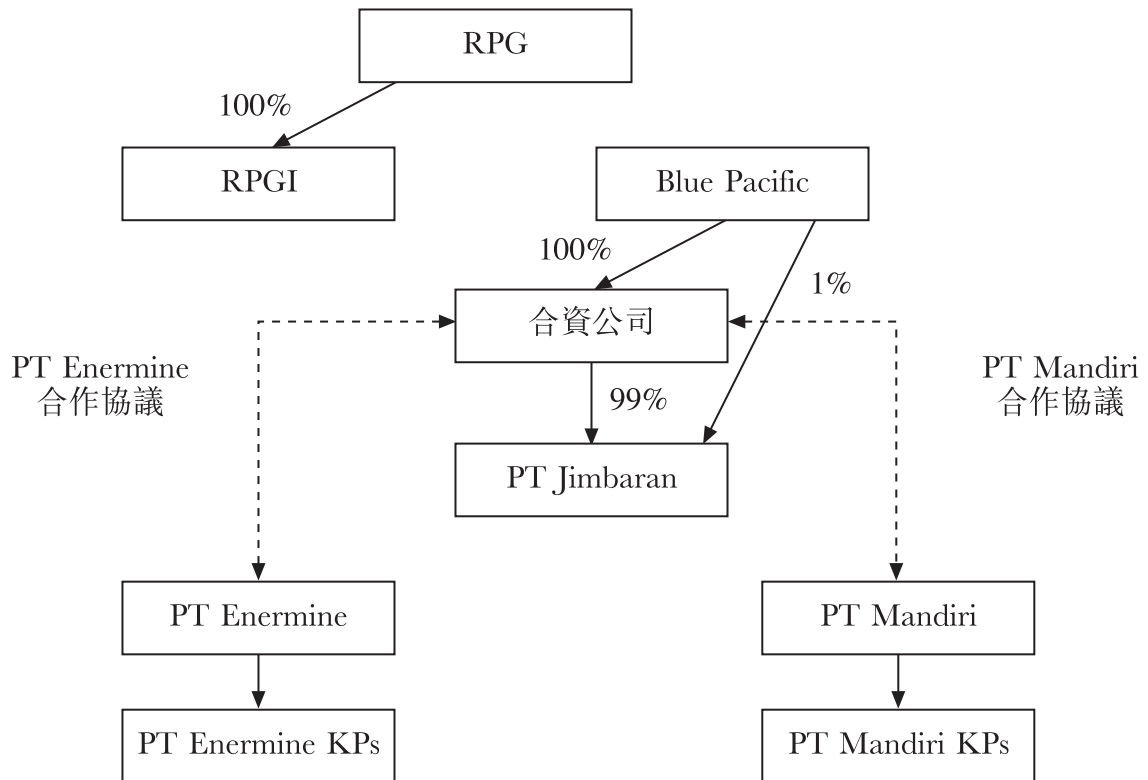 RPG
100%
RPGI
Blue Pacific
100%
1%
合資公司
PT Enermine
合作協議
PT Mandiri
合作協議
99%
PT Jimbaran
PT Enermine
PT Mandiri
PT Enermine KPs
PT Mandiri KPs